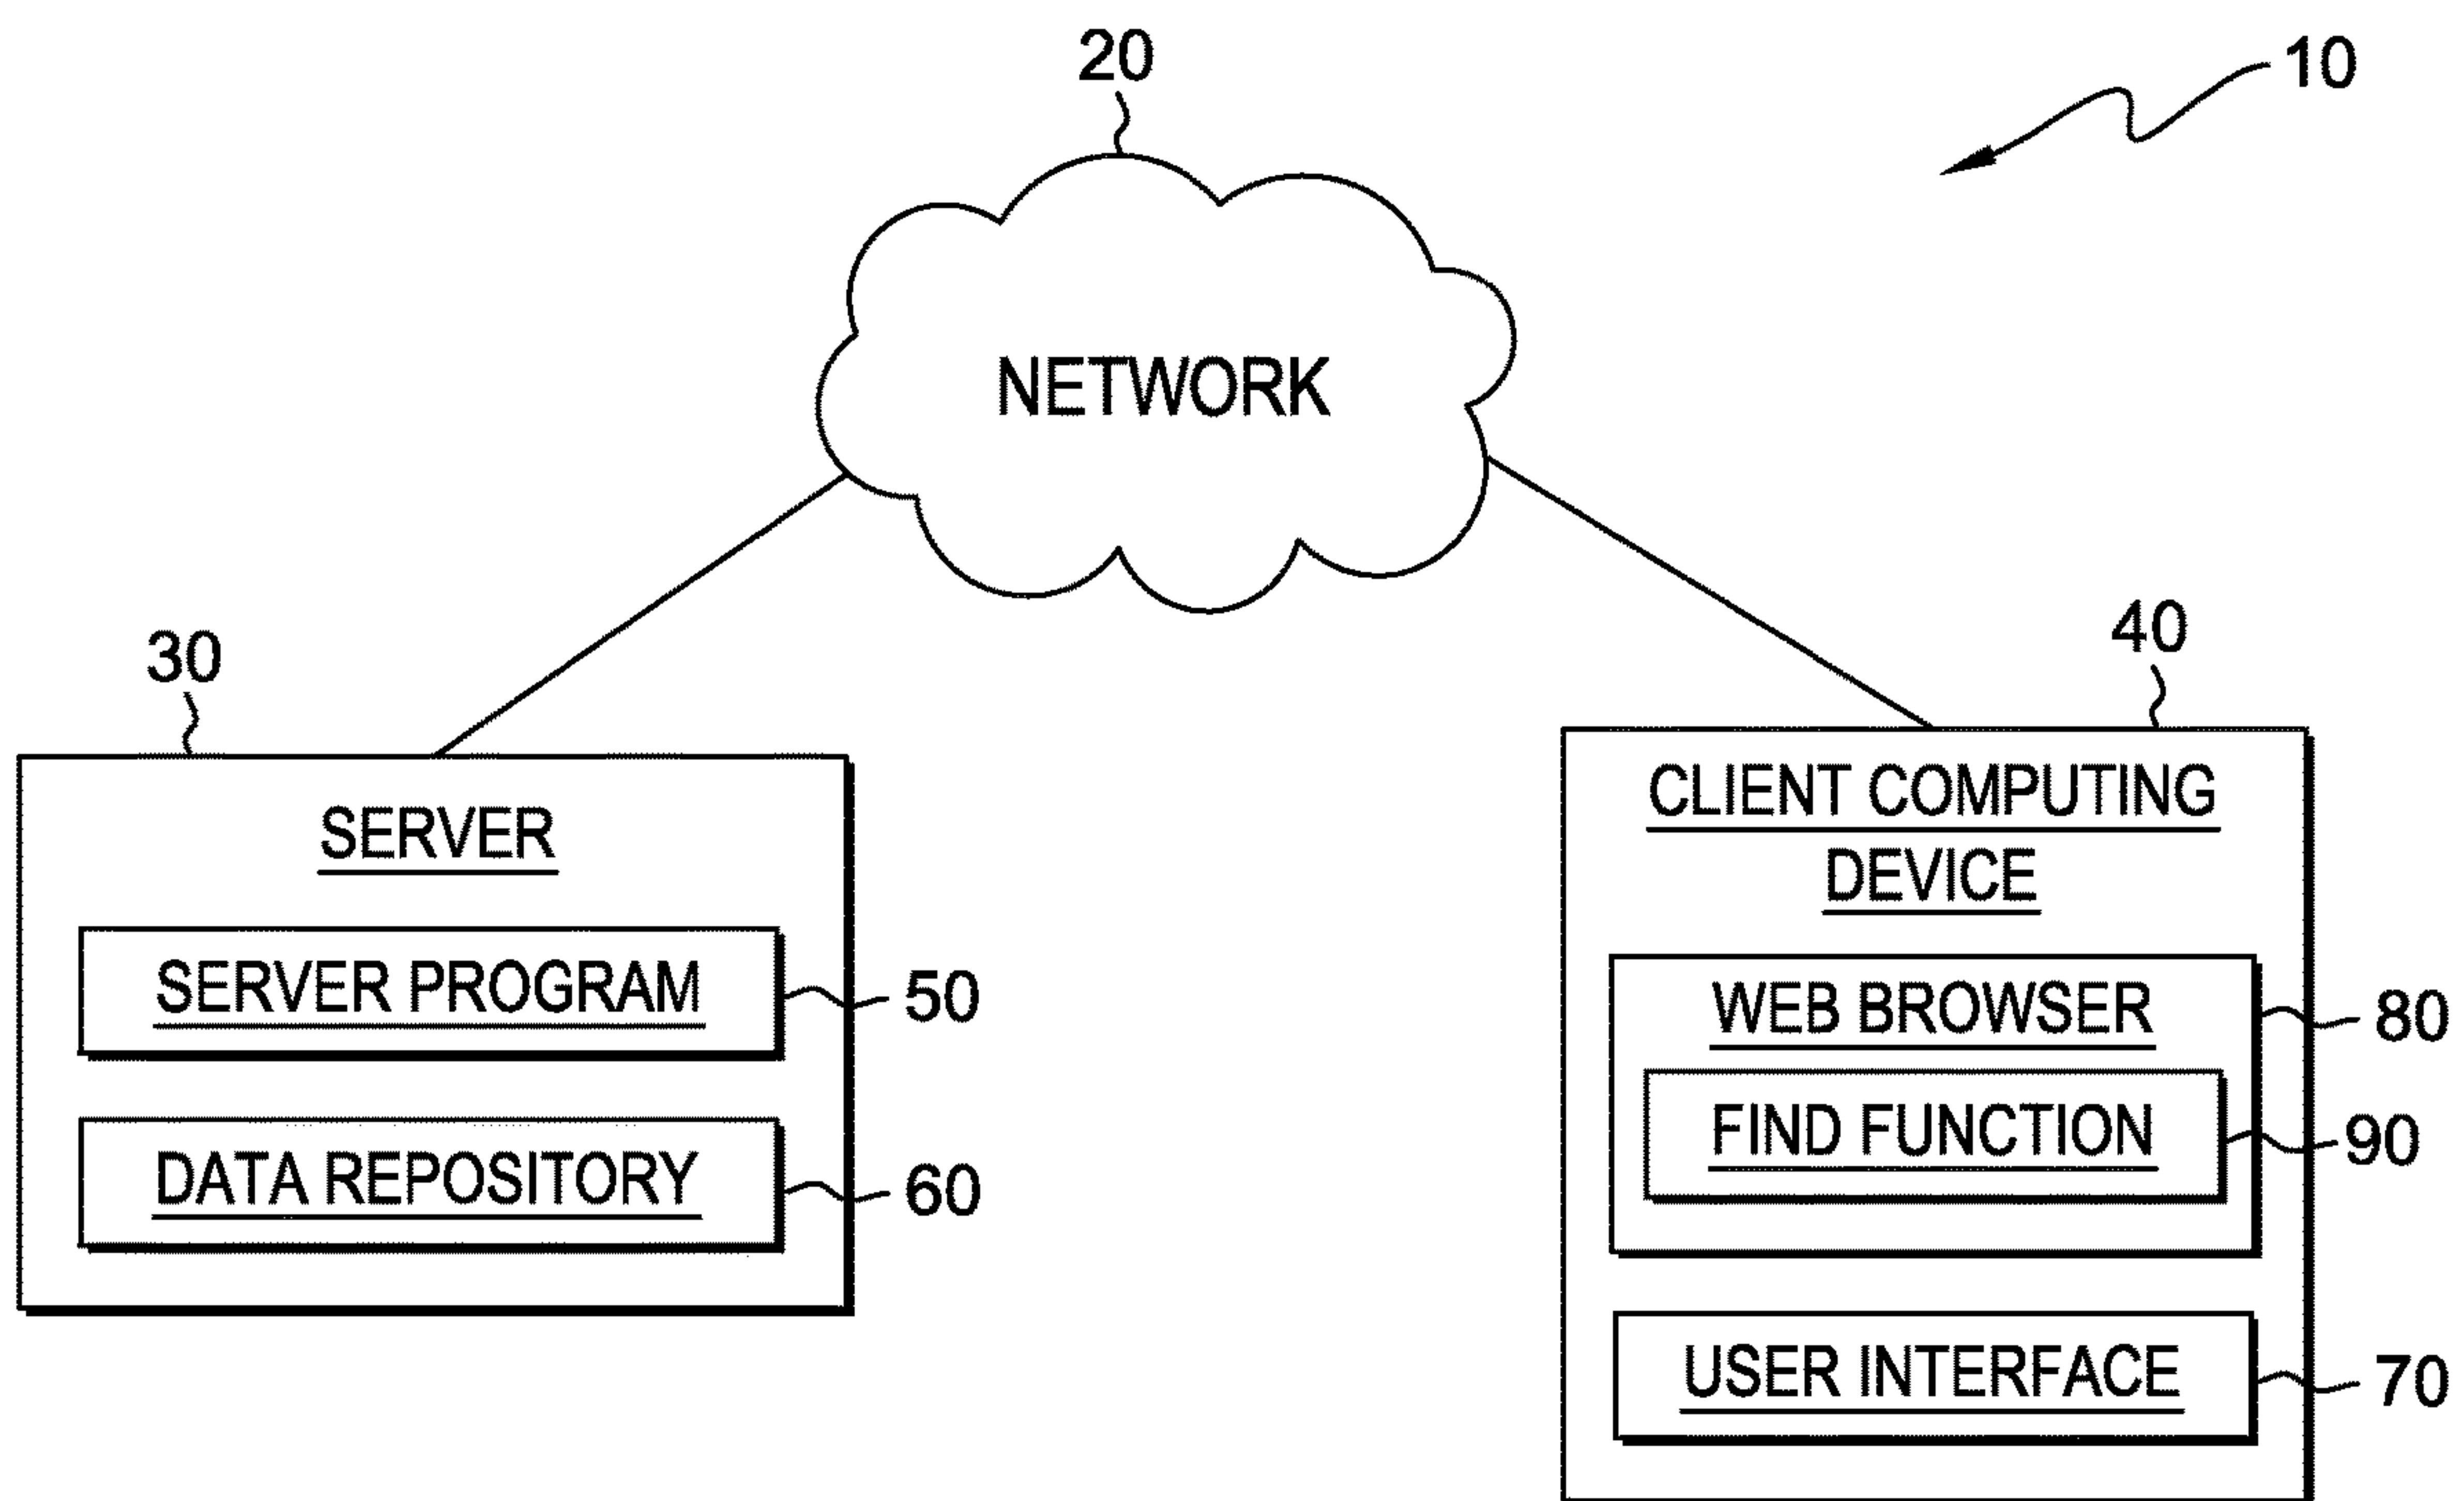 20
10
NETWORK
30
40
SERVER
CLIENT COMPUTING
DEVICE
SERVER PROGRAM
50
WEB BROWSER
80
FIND FUNCTION
90
DATA REPOSITORY
60
USER INTERFACE
70